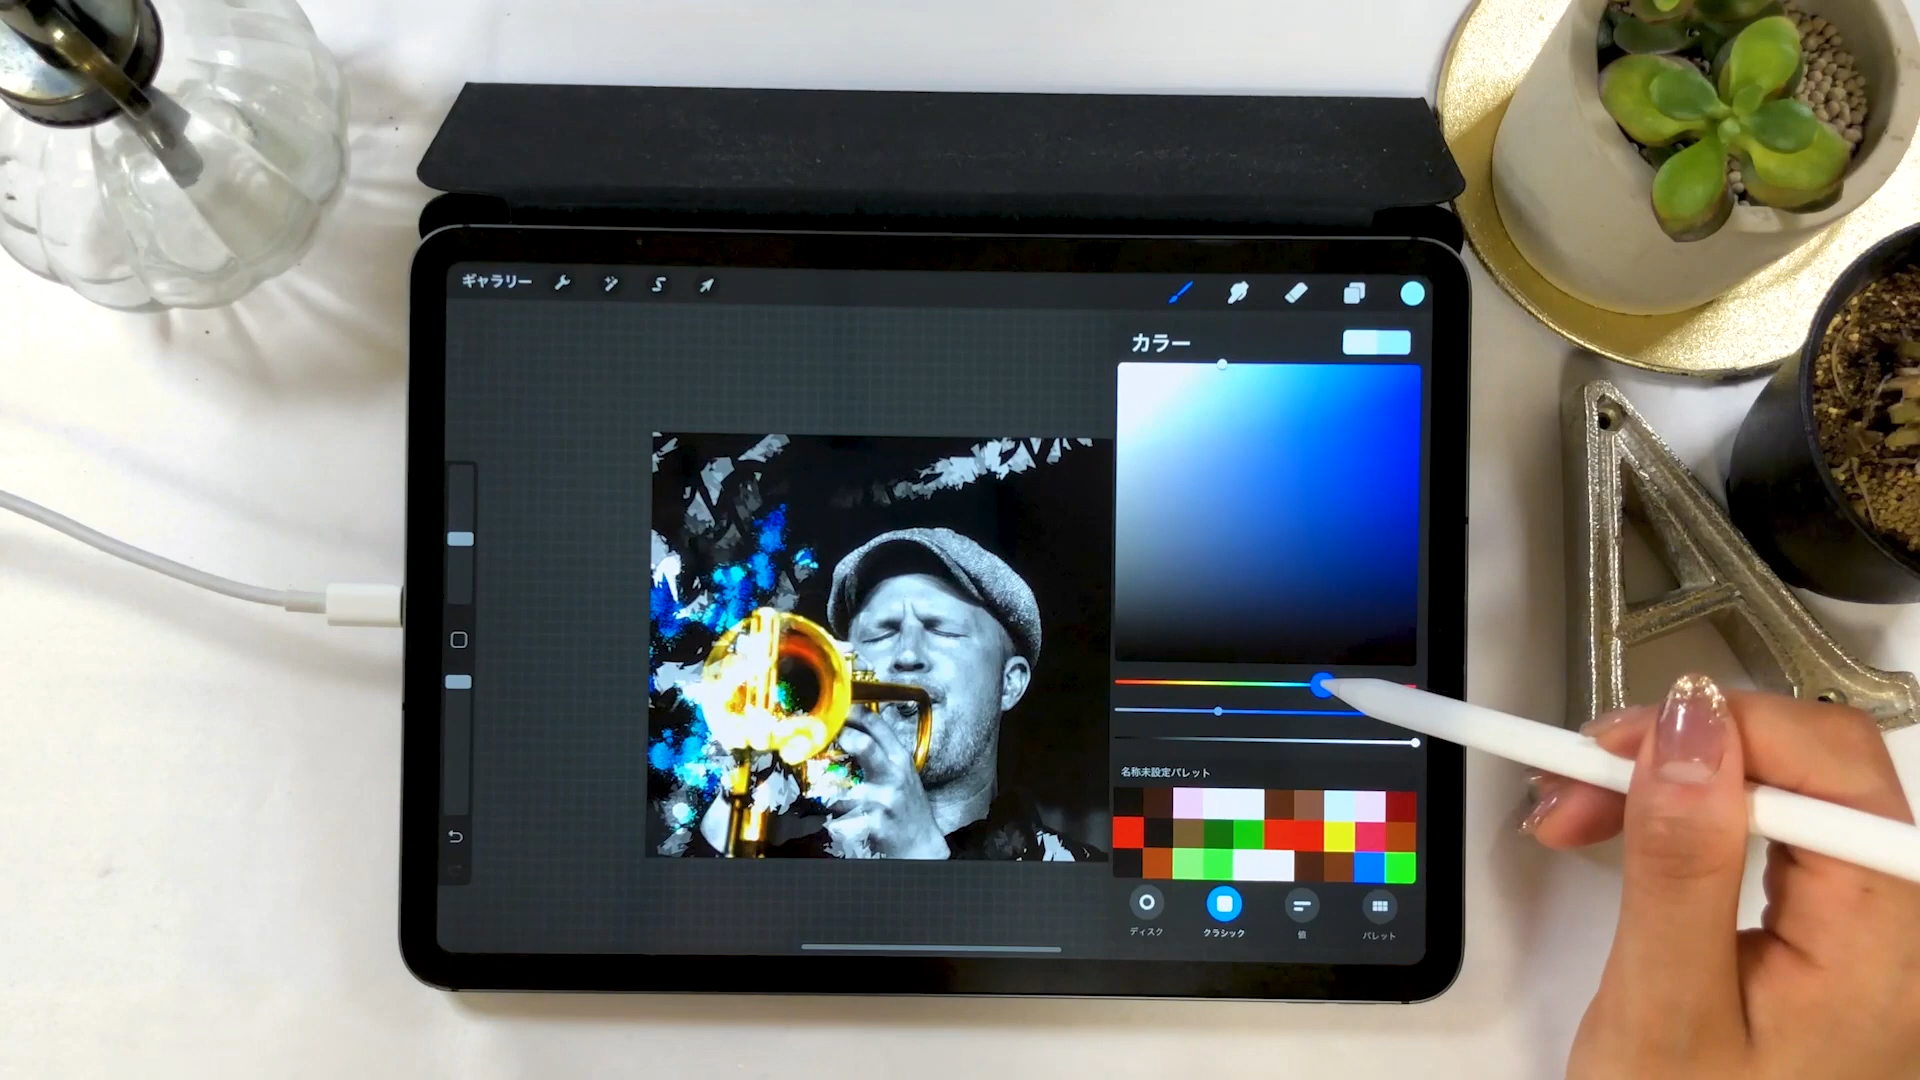 ギャラリー
カラー
名称未設定パレット
ディスク
クラシック
値
パレット
A